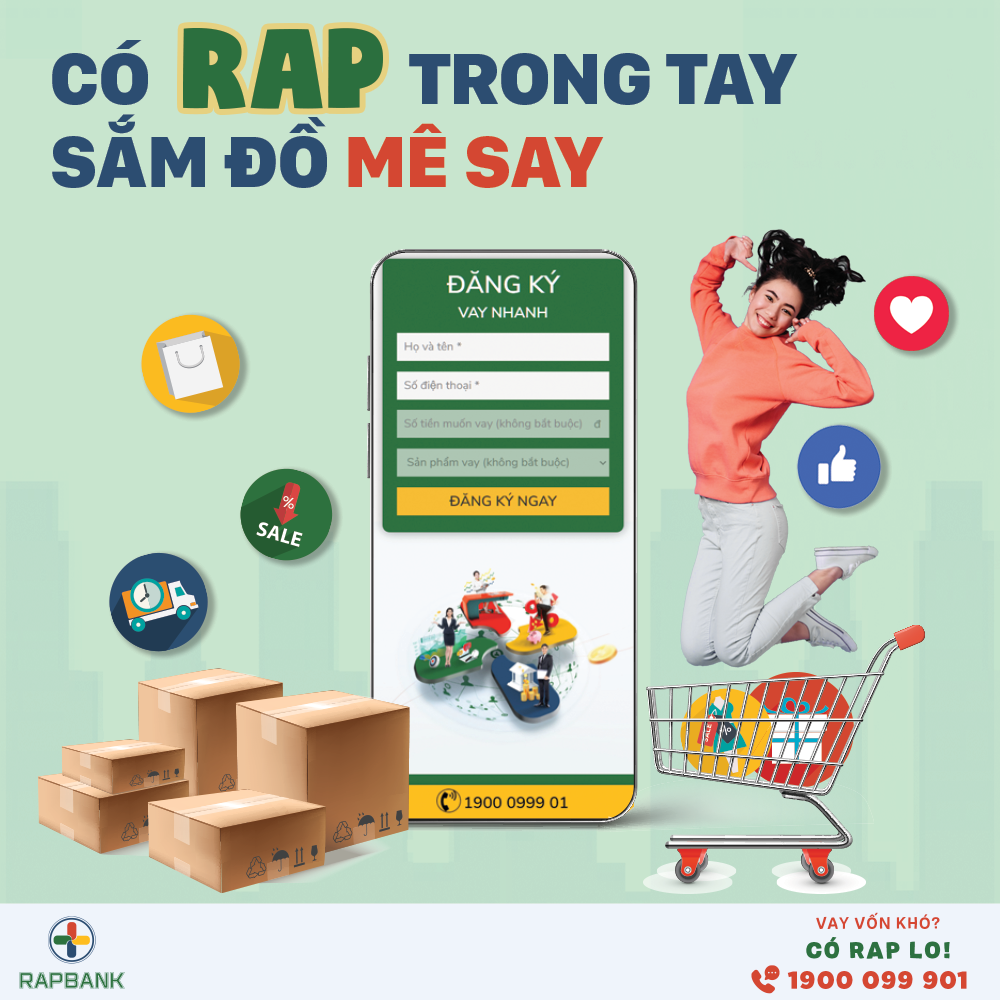 CÓ RAP TRONG TAY
SẮM ĐỒ MÊ SAY
ĐĂNG KÝ
VAY NHANH
Họ và tên *
Số điện thoại *
Số tiền muốn vay (không bắt buộc) đ
Sản phẩm vay (không bắt buộc)
ĐĂNG KÝ NGAY
%
SALE
SALE
%
1900 0999 01
RAPBANK
VAY VỐN KHÓ?
CÓ RAP LO!
1900 099 901